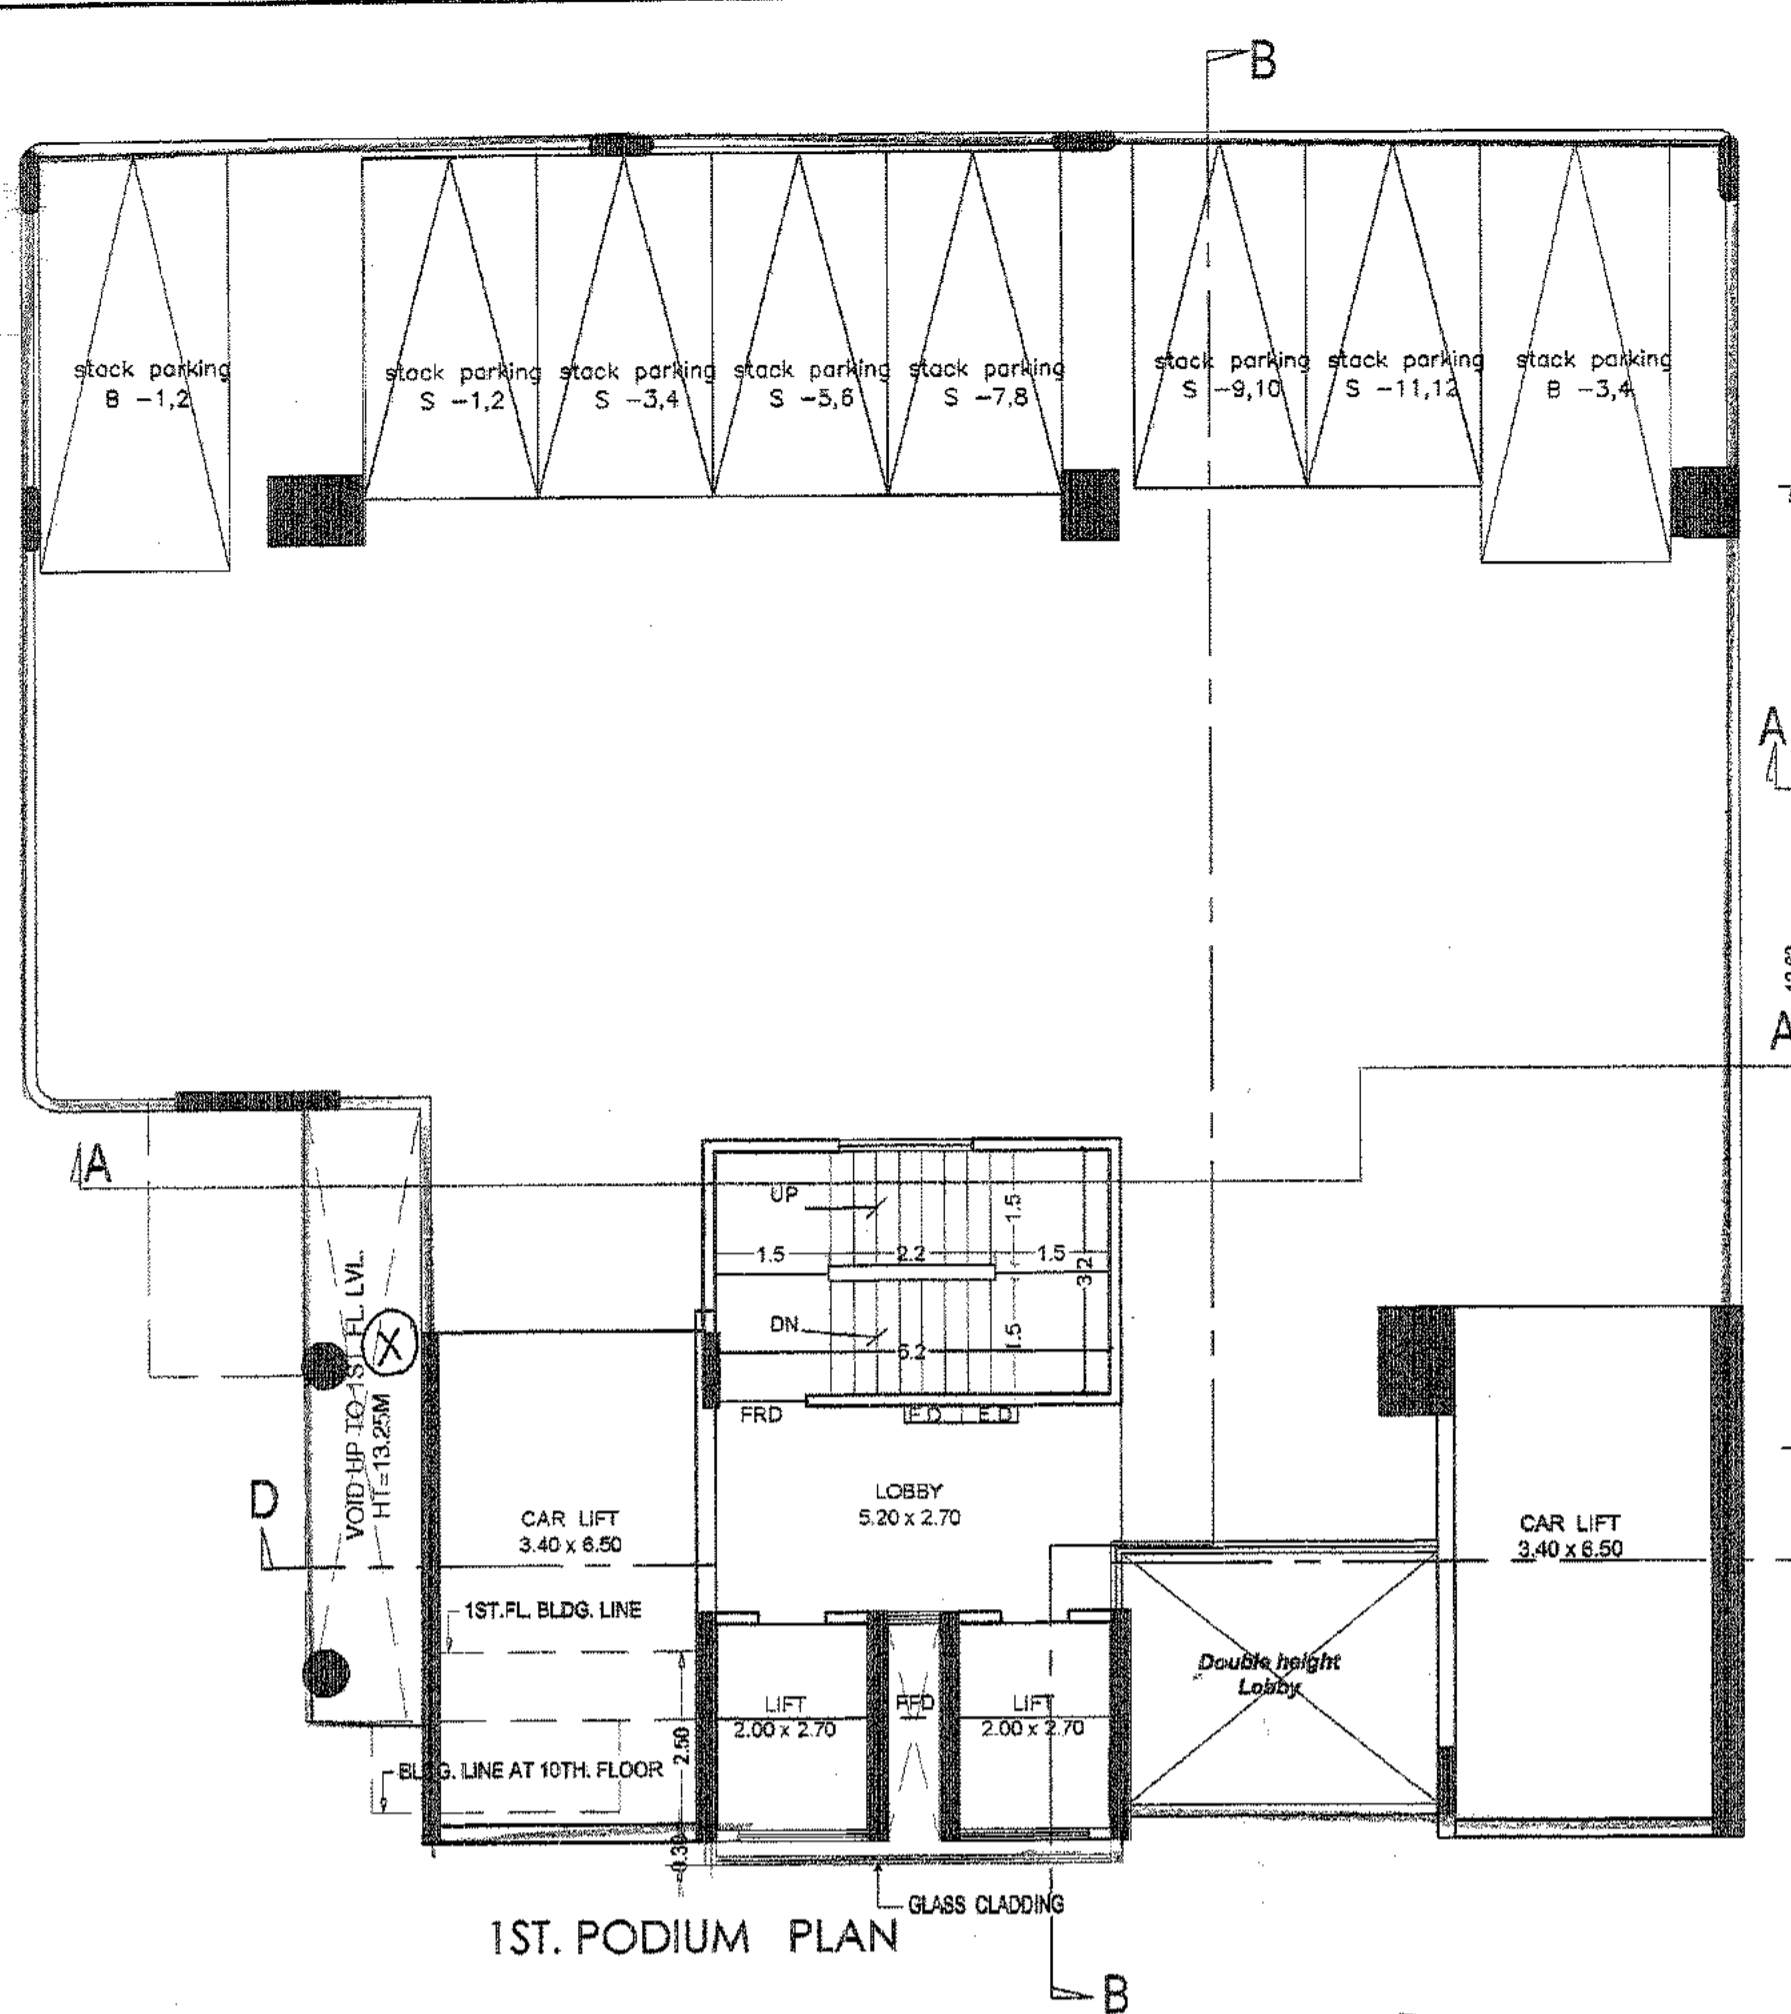 B
stack parking
B -1,2
stack parking
S -1,2
stack parking
S -3,4
stack parking
S -5,6
stack parking
S -7,8
stack parking
S -9,10
stack parking
S -11,12
stack parking
B -3,4
A
A
A
UP
1.5
2.2
1.5
1.5
3.2
DN
5.2
1.5
FRD
F.D
E.D
VOID UP TO 1ST FL. LVL.
HT=13.25M
X
D
CAR LIFT
3.40 x 6.50
LOBBY
5.20 x 2.70
CAR LIFT
3.40 x 6.50
1ST.FL. BLDG. LINE
Double height
Lobby
LIFT
2.00 x 2.70
LIFT
2.00 x 2.70
2.50
BLDG. LINE AT 10TH. FLOOR
0.30
GLASS CLADDING
1ST. PODIUM PLAN
B